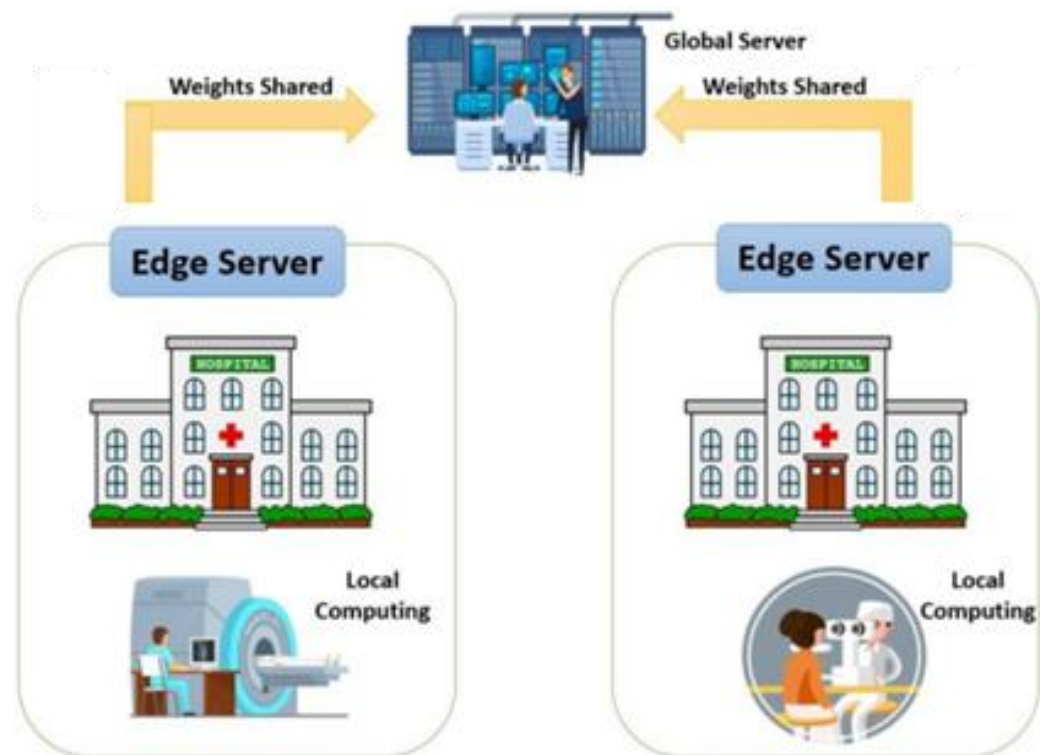 Global Server
Weights Shared
Weights Shared
Edge Server
Edge Server
HOSPITAL
HOSPITAL
Local
Computing
Local
Computing